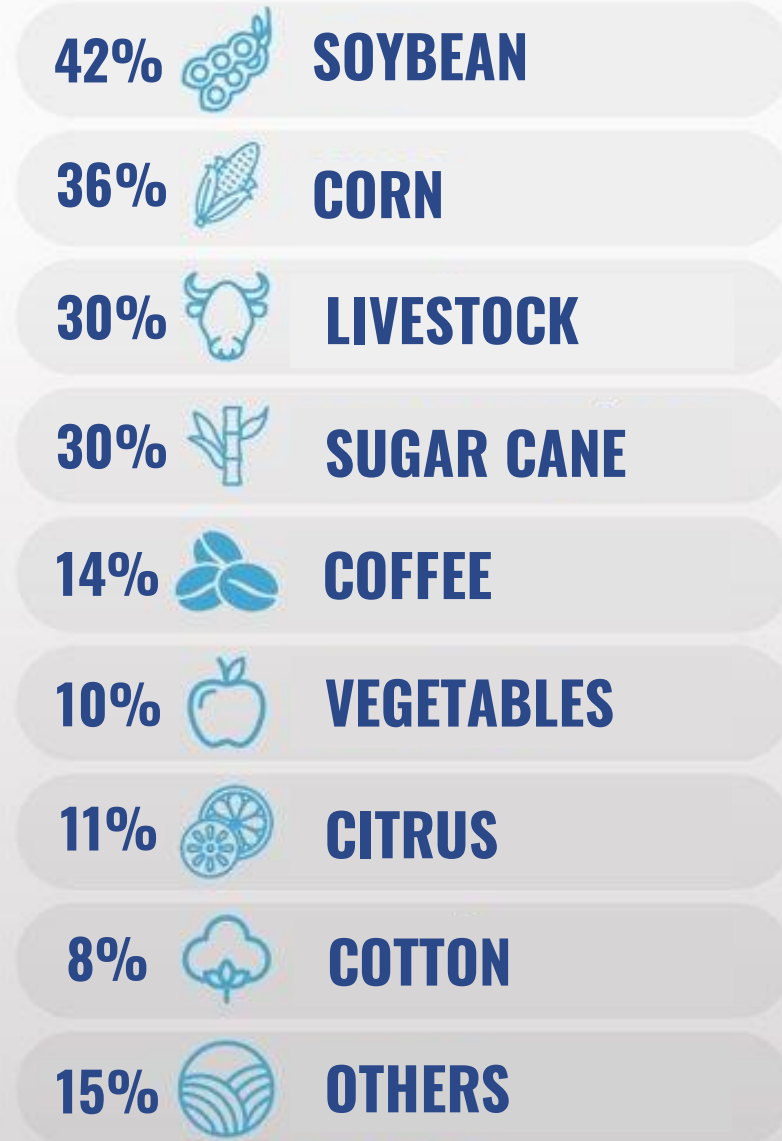 42% SOYBEAN
36% CORN
30% LIVESTOCK
30% SUGAR CANE
14% COFFEE
10% VEGETABLES
11% CITRUS
8% COTTON
15% OTHERS